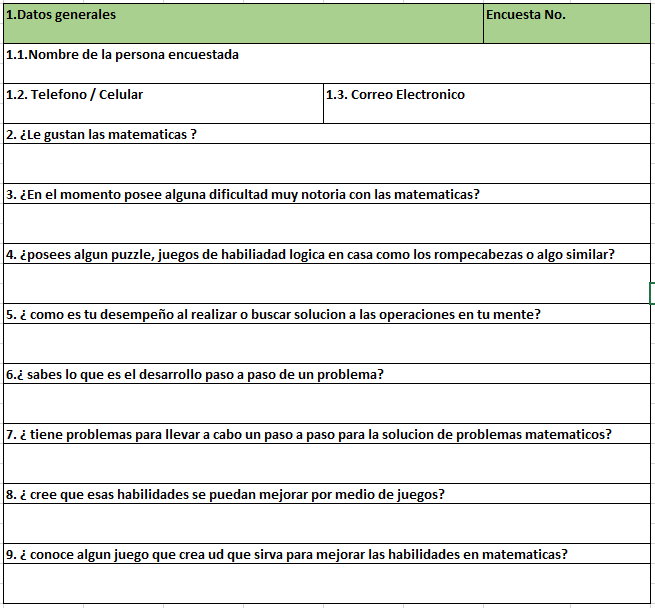 1.Datos generales
Encuesta No.
1.1.Nombre de la persona encuestada
1.2. Telefono / Celular
1.3. Correo Electronico
2. ¿Le gustan las matematicas ?
3. ¿En el momento posee alguna dificultad muy notoria con las matematicas?
4. ¿posees algun puzzle, juegos de habiliadad logica en casa como los rompecabezas o algo similar?
5. ¿ como es tu desempeño al realizar o buscar solucion a las operaciones en tu mente?
6.¿ sabes lo que es el desarrollo paso a paso de un problema?
7. ¿ tiene problemas para llevar a cabo un paso a paso para la solucion de problemas matematicos?
8. ¿ cree que esas habilidades se puedan mejorar por medio de juegos?
9. ¿ conoce algun juego que crea ud que sirva para mejorar las habilidades en matematicas?